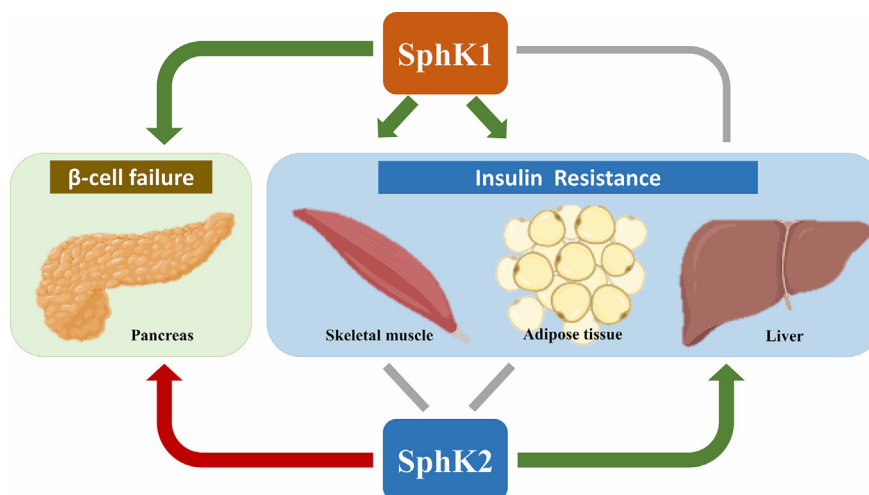 SphK1
β-cell failure
Insulin Resistance
Pancreas
Skeletal muscle
Adipose tissue
Liver
SphK2